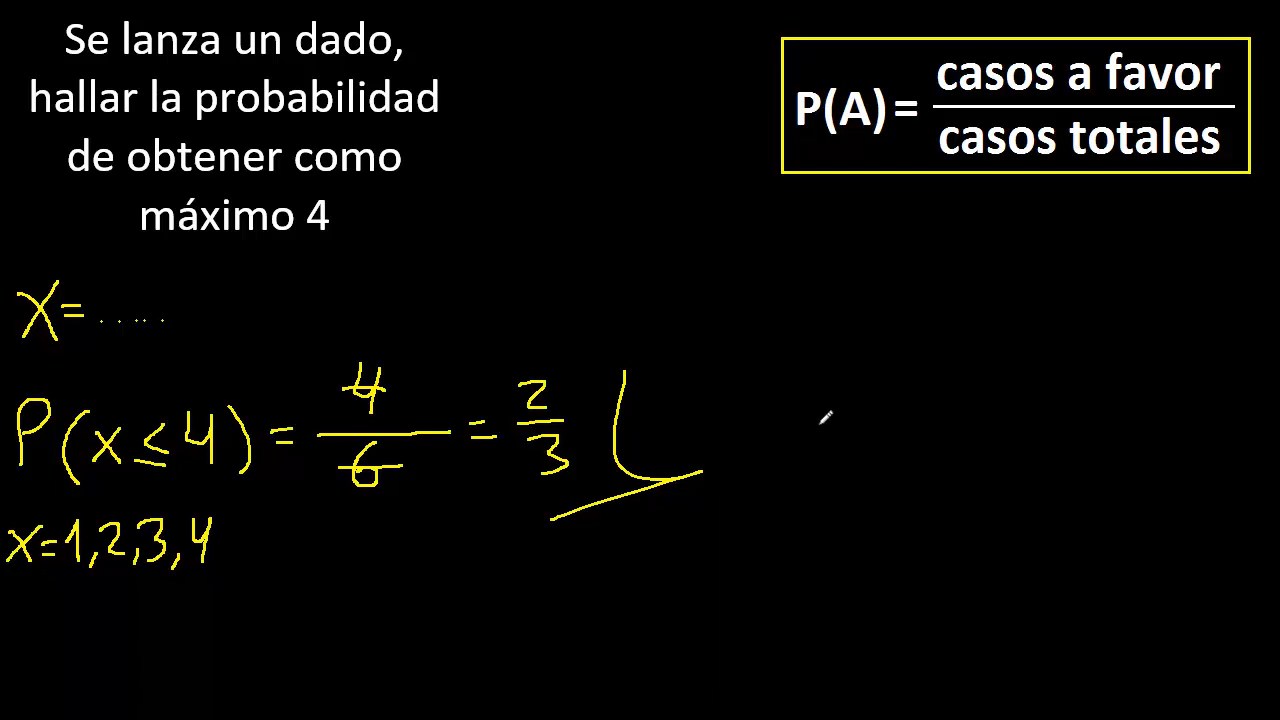 Se lanza un dado,
hallar la probabilidad
de obtener como
máximo 4
P(A) = casos a favor / casos totales
X = .....
P(x ≤ 4) = 4/6 = 2/3
x = 1, 2, 3, 4